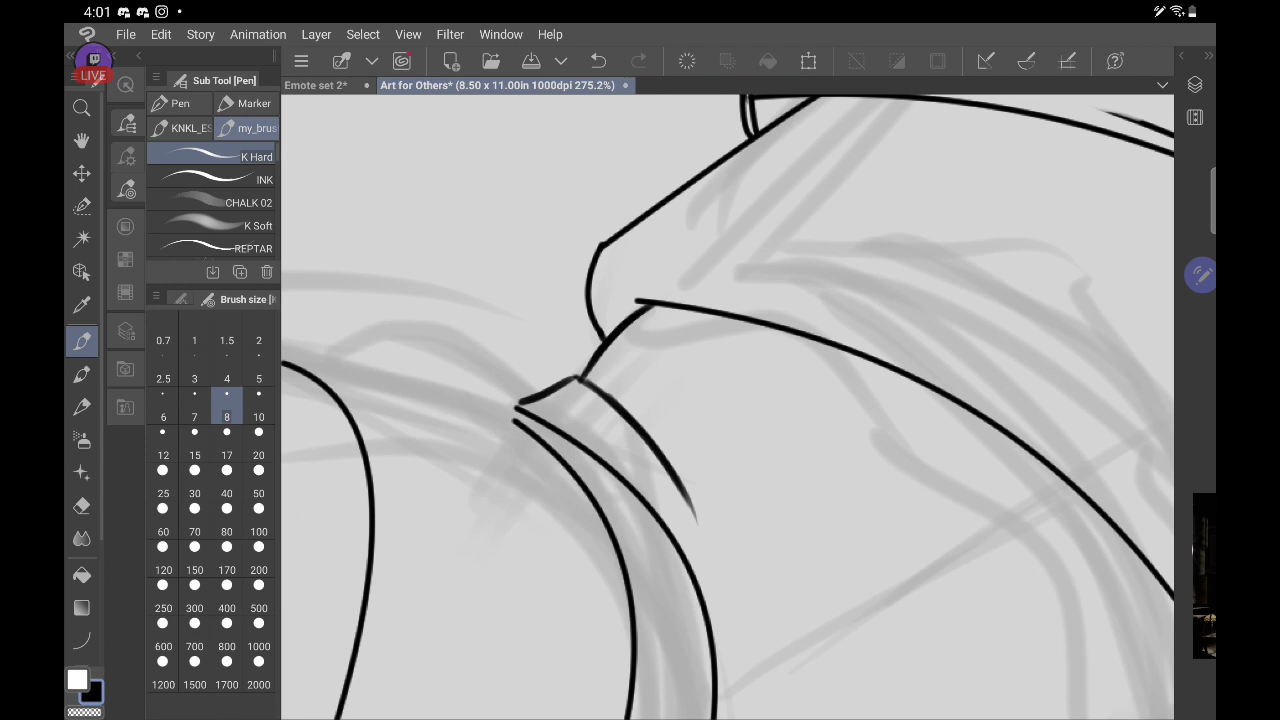 4:01
File Edit Story Animation Layer Select View Filter Window Help
LIVE
Sub Tool [Pen]
Emote set 2*
Art for Others* (8.50 x 11.00in 1000dpi 275.2%)
Pen Marker
KNKL_ES my_brus
K Hard
INK
CHALK 02
K Soft
REPTAR
Brush size [K
0.7 1 1.5 2
2.5 3 4 5
6 7 8 10
12 15 17 20
25 30 40 50
60 70 80 100
120 150 170 200
250 300 400 500
600 700 800 1000
1200 1500 1700 2000